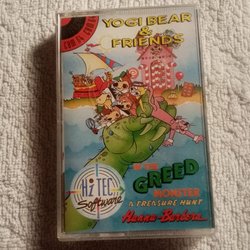 YOGI BEAR
&
FRIENDS
IN THE
GREED
MONSTER
A TREASURE HUNT
Hanna-Barbera
Hi TEC
Software